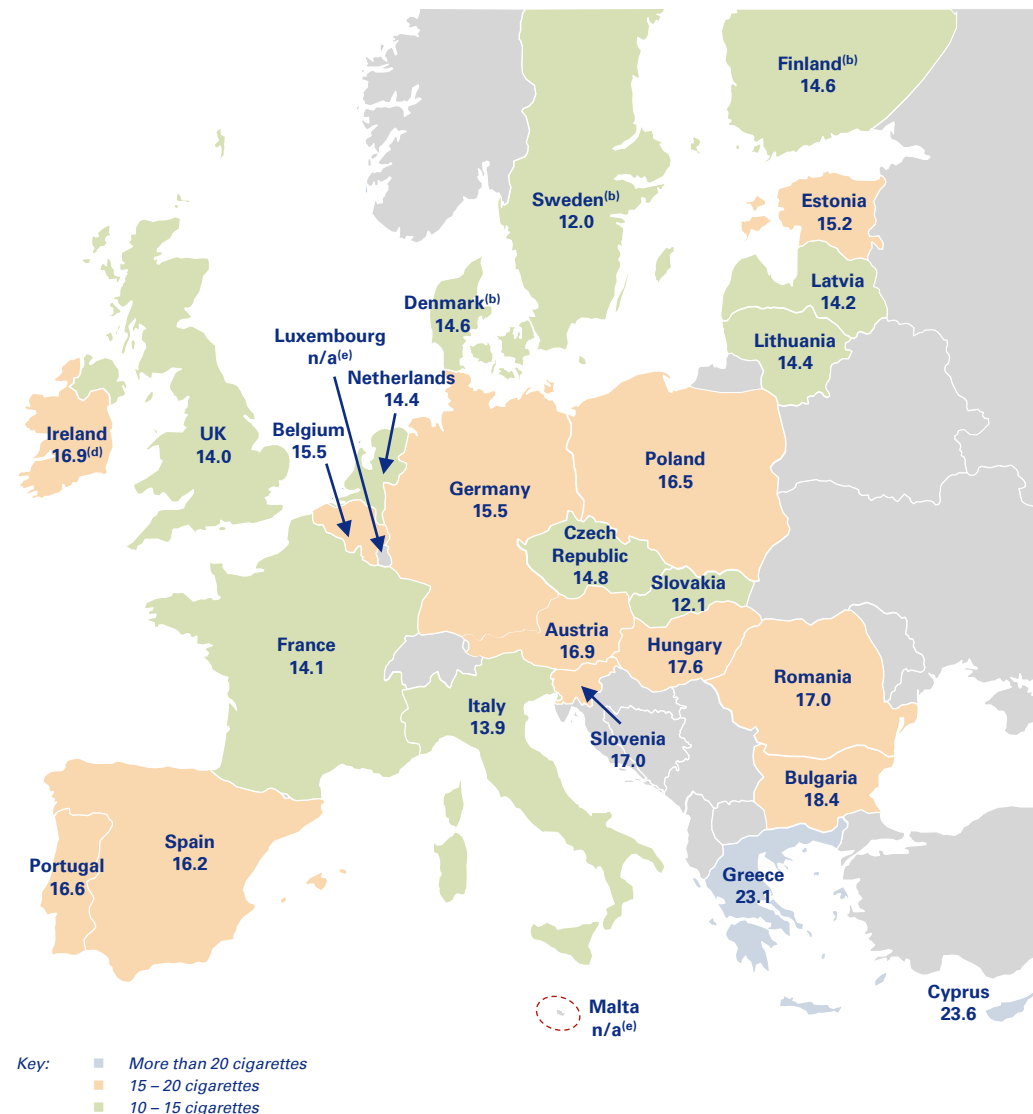 Finland(b)
14.6
Sweden(b)
12.0
Estonia
15.2
Latvia
14.2
Denmark(b)
14.6
Lithuania
14.4
Luxembourg
n/a(e)
Netherlands
14.4
Ireland
16.9(d)
UK
14.0
Belgium
15.5
Poland
16.5
Germany
15.5
Czech
Republic
14.8
Slovakia
12.1
Austria
16.9
Hungary
17.6
France
14.1
Romania
17.0
Italy
13.9
Slovenia
17.0
Bulgaria
18.4
Spain
16.2
Portugal
16.6
Greece
23.1
Cyprus
23.6
Malta
n/a(e)
Key:
More than 20 cigarettes
15 – 20 cigarettes
10 – 15 cigarettes